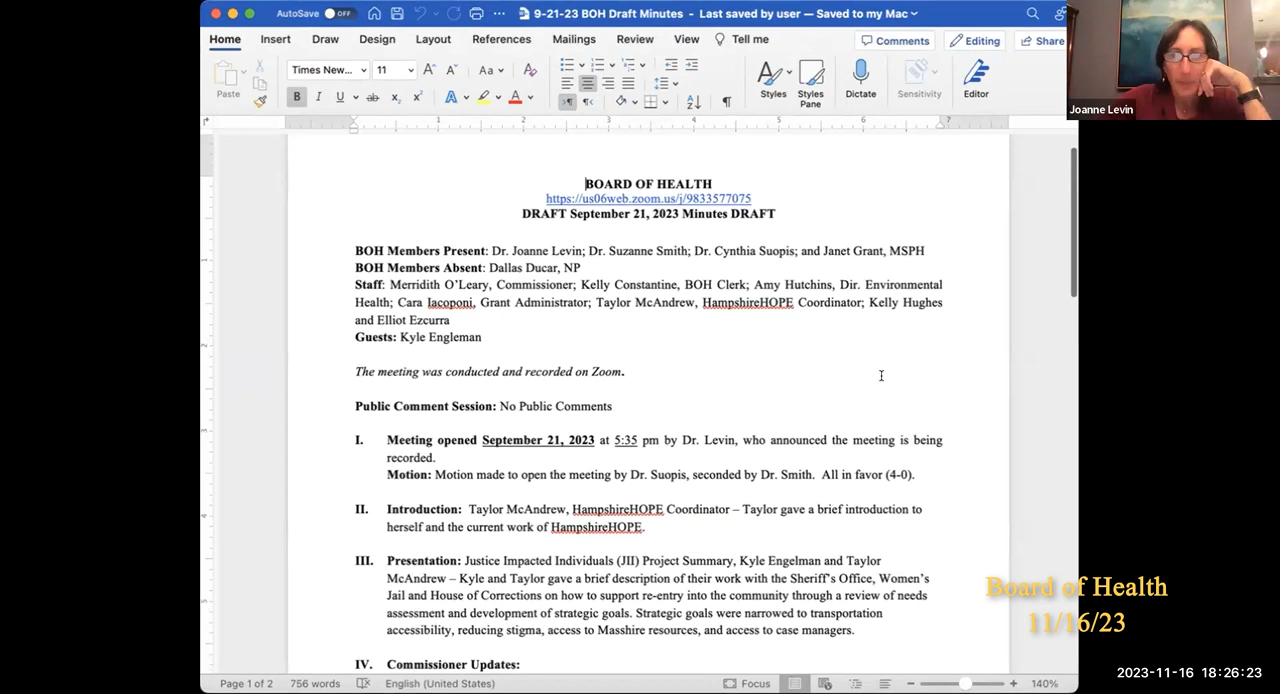 AutoSave OFF 9-21-23 BOH Draft Minutes - Last saved by user — Saved to my Mac
Home Insert Draw Design Layout References Mailings Review View Tell me Comments Editing Share
Times New... 11
Paste Styles Styles Pane Dictate Sensitivity Editor
Joanne Levin
1 2 3 4 5 6 7
BOARD OF HEALTH
https://us06web.zoom.us/j/9833577075
DRAFT September 21, 2023 Minutes DRAFT
BOH Members Present: Dr. Joanne Levin; Dr. Suzanne Smith; Dr. Cynthia Suopis; and Janet Grant, MSPH
BOH Members Absent: Dallas Ducar, NP
Staff: Merridith O'Leary, Commissioner; Kelly Constantine, BOH Clerk; Amy Hutchins, Dir. Environmental
Health; Cara Iacoponi, Grant Administrator; Taylor McAndrew, HampshireHOPE Coordinator; Kelly Hughes
and Elliot Ezcurra
Guests: Kyle Engleman
The meeting was conducted and recorded on Zoom.
Public Comment Session: No Public Comments
I. Meeting opened September 21, 2023 at 5:35 pm by Dr. Levin, who announced the meeting is being
recorded.
Motion: Motion made to open the meeting by Dr. Suopis, seconded by Dr. Smith. All in favor (4-0).
II. Introduction: Taylor McAndrew, HampshireHOPE Coordinator – Taylor gave a brief introduction to
herself and the current work of HampshireHOPE.
III. Presentation: Justice Impacted Individuals (JII) Project Summary, Kyle Engelman and Taylor
McAndrew – Kyle and Taylor gave a brief description of their work with the Sheriff's Office, Women's
Jail and House of Corrections on how to support re-entry into the community through a review of needs
assessment and development of strategic goals. Strategic goals were narrowed to transportation
accessibility, reducing stigma, access to Masshire resources, and access to case managers.
IV. Commissioner Updates:
Board of Health
11/16/23
2023-11-16 18:26:23
Page 1 of 2 756 words English (United States) Focus 140%